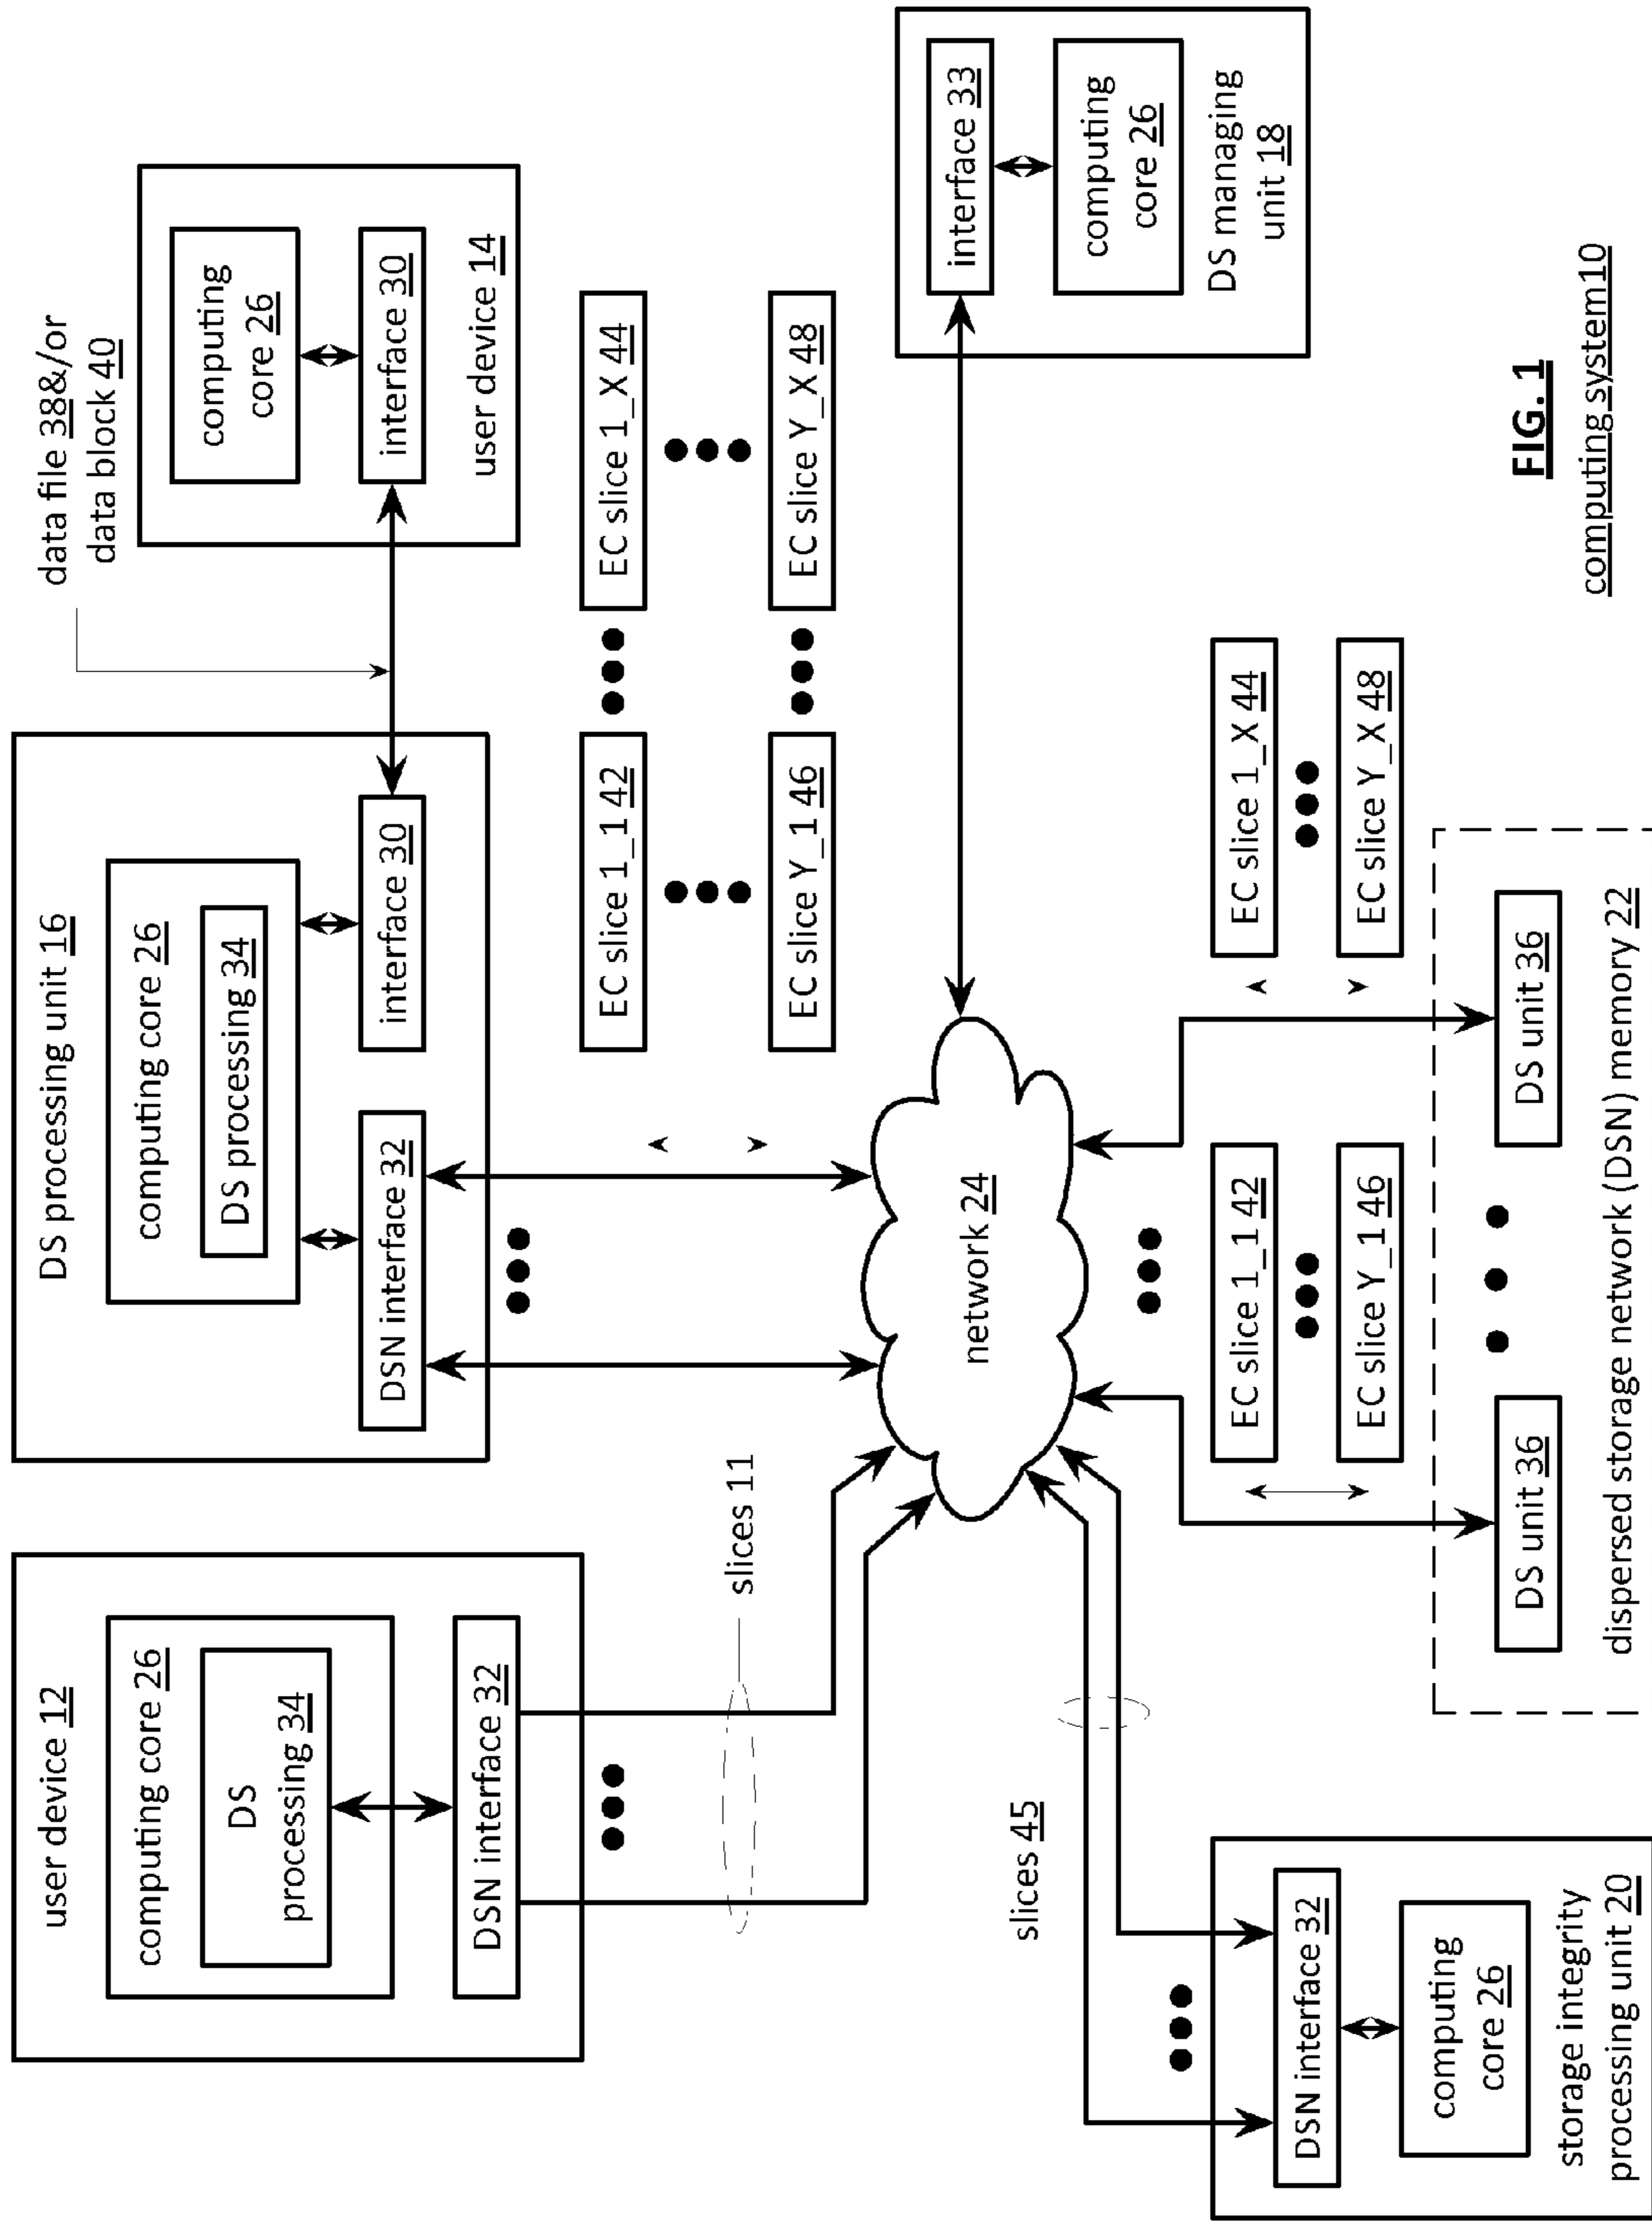 user device 12
computing core 26
DS
processing 34
DSN interface 32
DS processing unit 16
computing core 26
DS processing 34
DSN interface 32
interface 30
data file 38&/or
data block 40
computing
core 26
interface 30
user device 14
slices 11
EC slice 1_1 42
EC slice 1_X 44
EC slice Y_1 46
EC slice Y_X 48
network 24
interface 33
computing
core 26
DS managing
unit 18
slices 45
DSN interface 32
computing
core 26
storage integrity
processing unit 20
EC slice 1_1 42
EC slice 1_X 44
EC slice Y_1 46
EC slice Y_X 48
DS unit 36
DS unit 36
dispersed storage network (DSN) memory 22
FIG. 1
computing system10